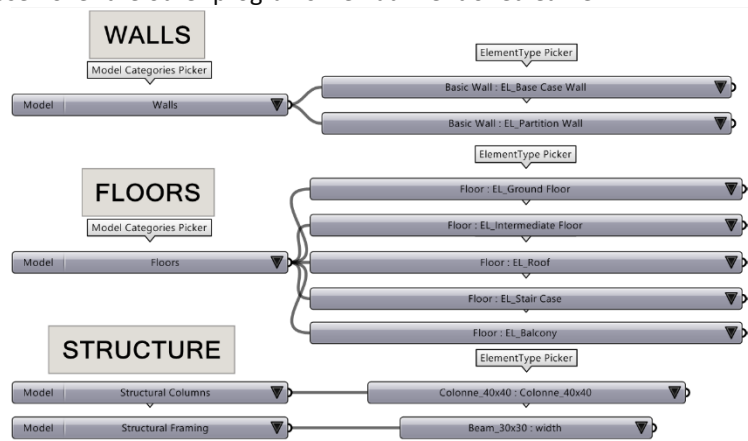 WALLS
Model Categories Picker
ElementType Picker
Model Walls
Basic Wall : EL_Base Case Wall
Basic Wall : EL_Partition Wall
ElementType Picker
FLOORS
Model Categories Picker
Floor : EL_Ground Floor
Floor : EL_Intermediate Floor
Model Floors
Floor : EL_Roof
Floor : EL_Stair Case
Floor : EL_Balcony
STRUCTURE
ElementType Picker
Model Structural Columns
Colonne_40x40 : Colonne_40x40
Model Structural Framing
Beam_30x30 : width